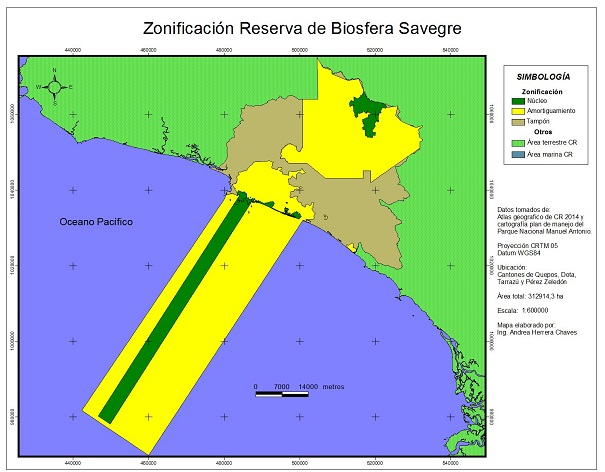 Zonificación Reserva de Biosfera Savegre
440000 460000 480000 500000 520000 540000
N
W E
S
Oceano Pacífico
0 7000 14000 metros
440000 460000 480000 500000 520000 540000
SIMBOLOGÍA
Zonificación
Núcleo
Amortiguamiento
Tampón
Otros
Área terrestre CR
Area marina CR
Datos tomados de:
Atlas geografico de CR 2014 y
cartografía plan de manejo del
Parque Nacional Manuel Antonio.
Proyección CRTM 05
Datum WGS84
Ubicación:
Cantones de Quepos, Dota,
Tarrazú y Pérez Zeledón
Área total: 312914,3 ha
Escala: 1:600000
Mapa elaborado por:
Ing. Andrea Herrera Chaves